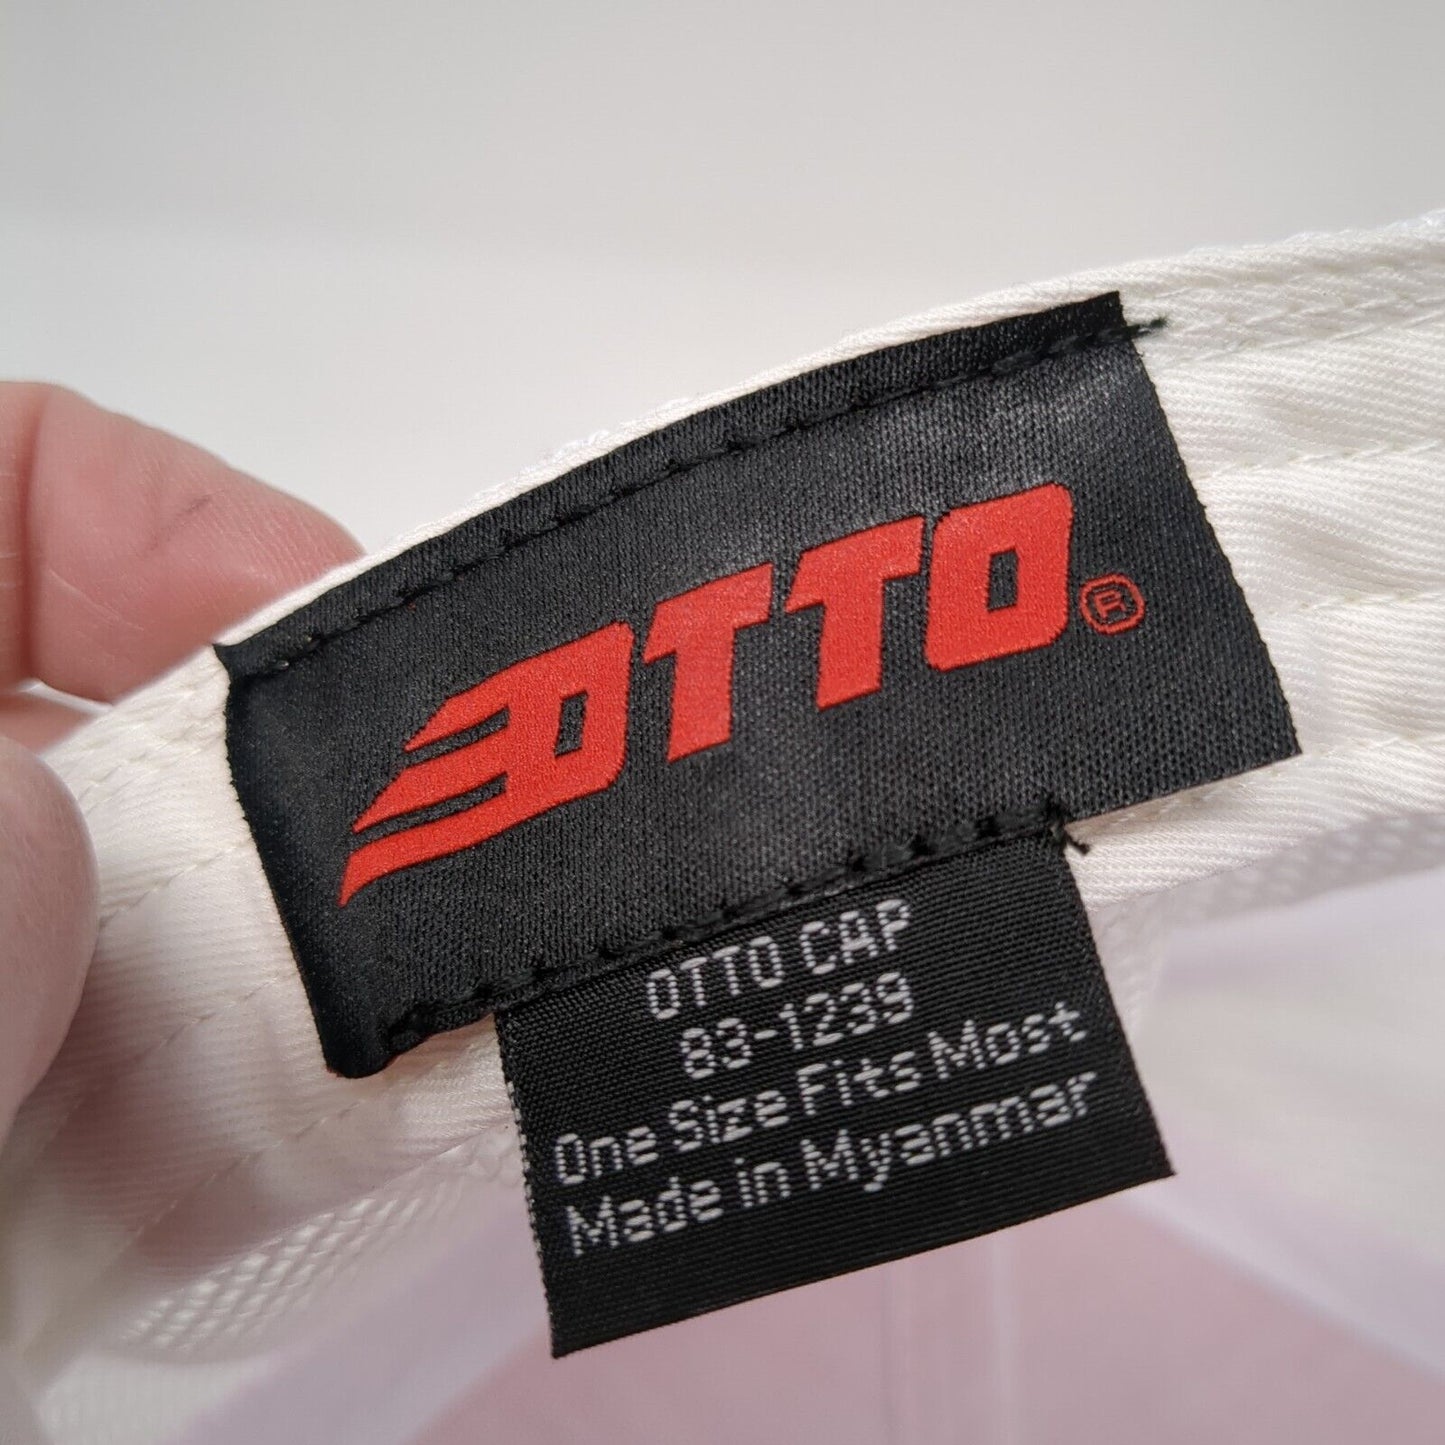 OTTO®
OTTO CAP
83-1239
One Size Fits Most
Made in Myanmar